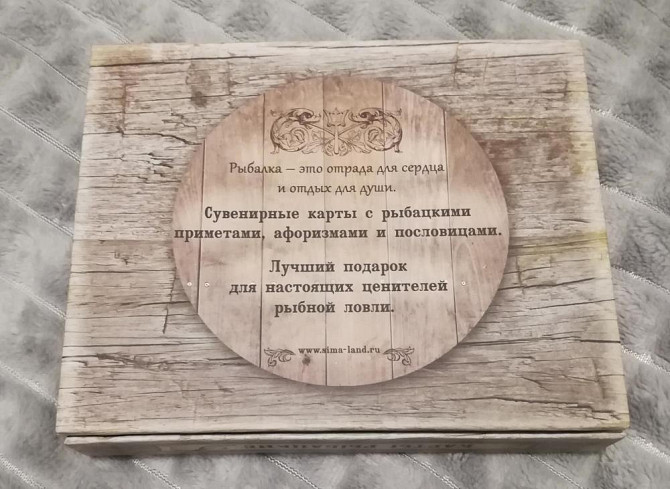 Рыбалка – это отрада для сердца
и отдых для души.
Сувенирные карты с рыбацкими
приметами, афоризмами и пословицами.
Лучший подарок
для настоящих ценителей
рыбной ловли.
www.sima-land.ru